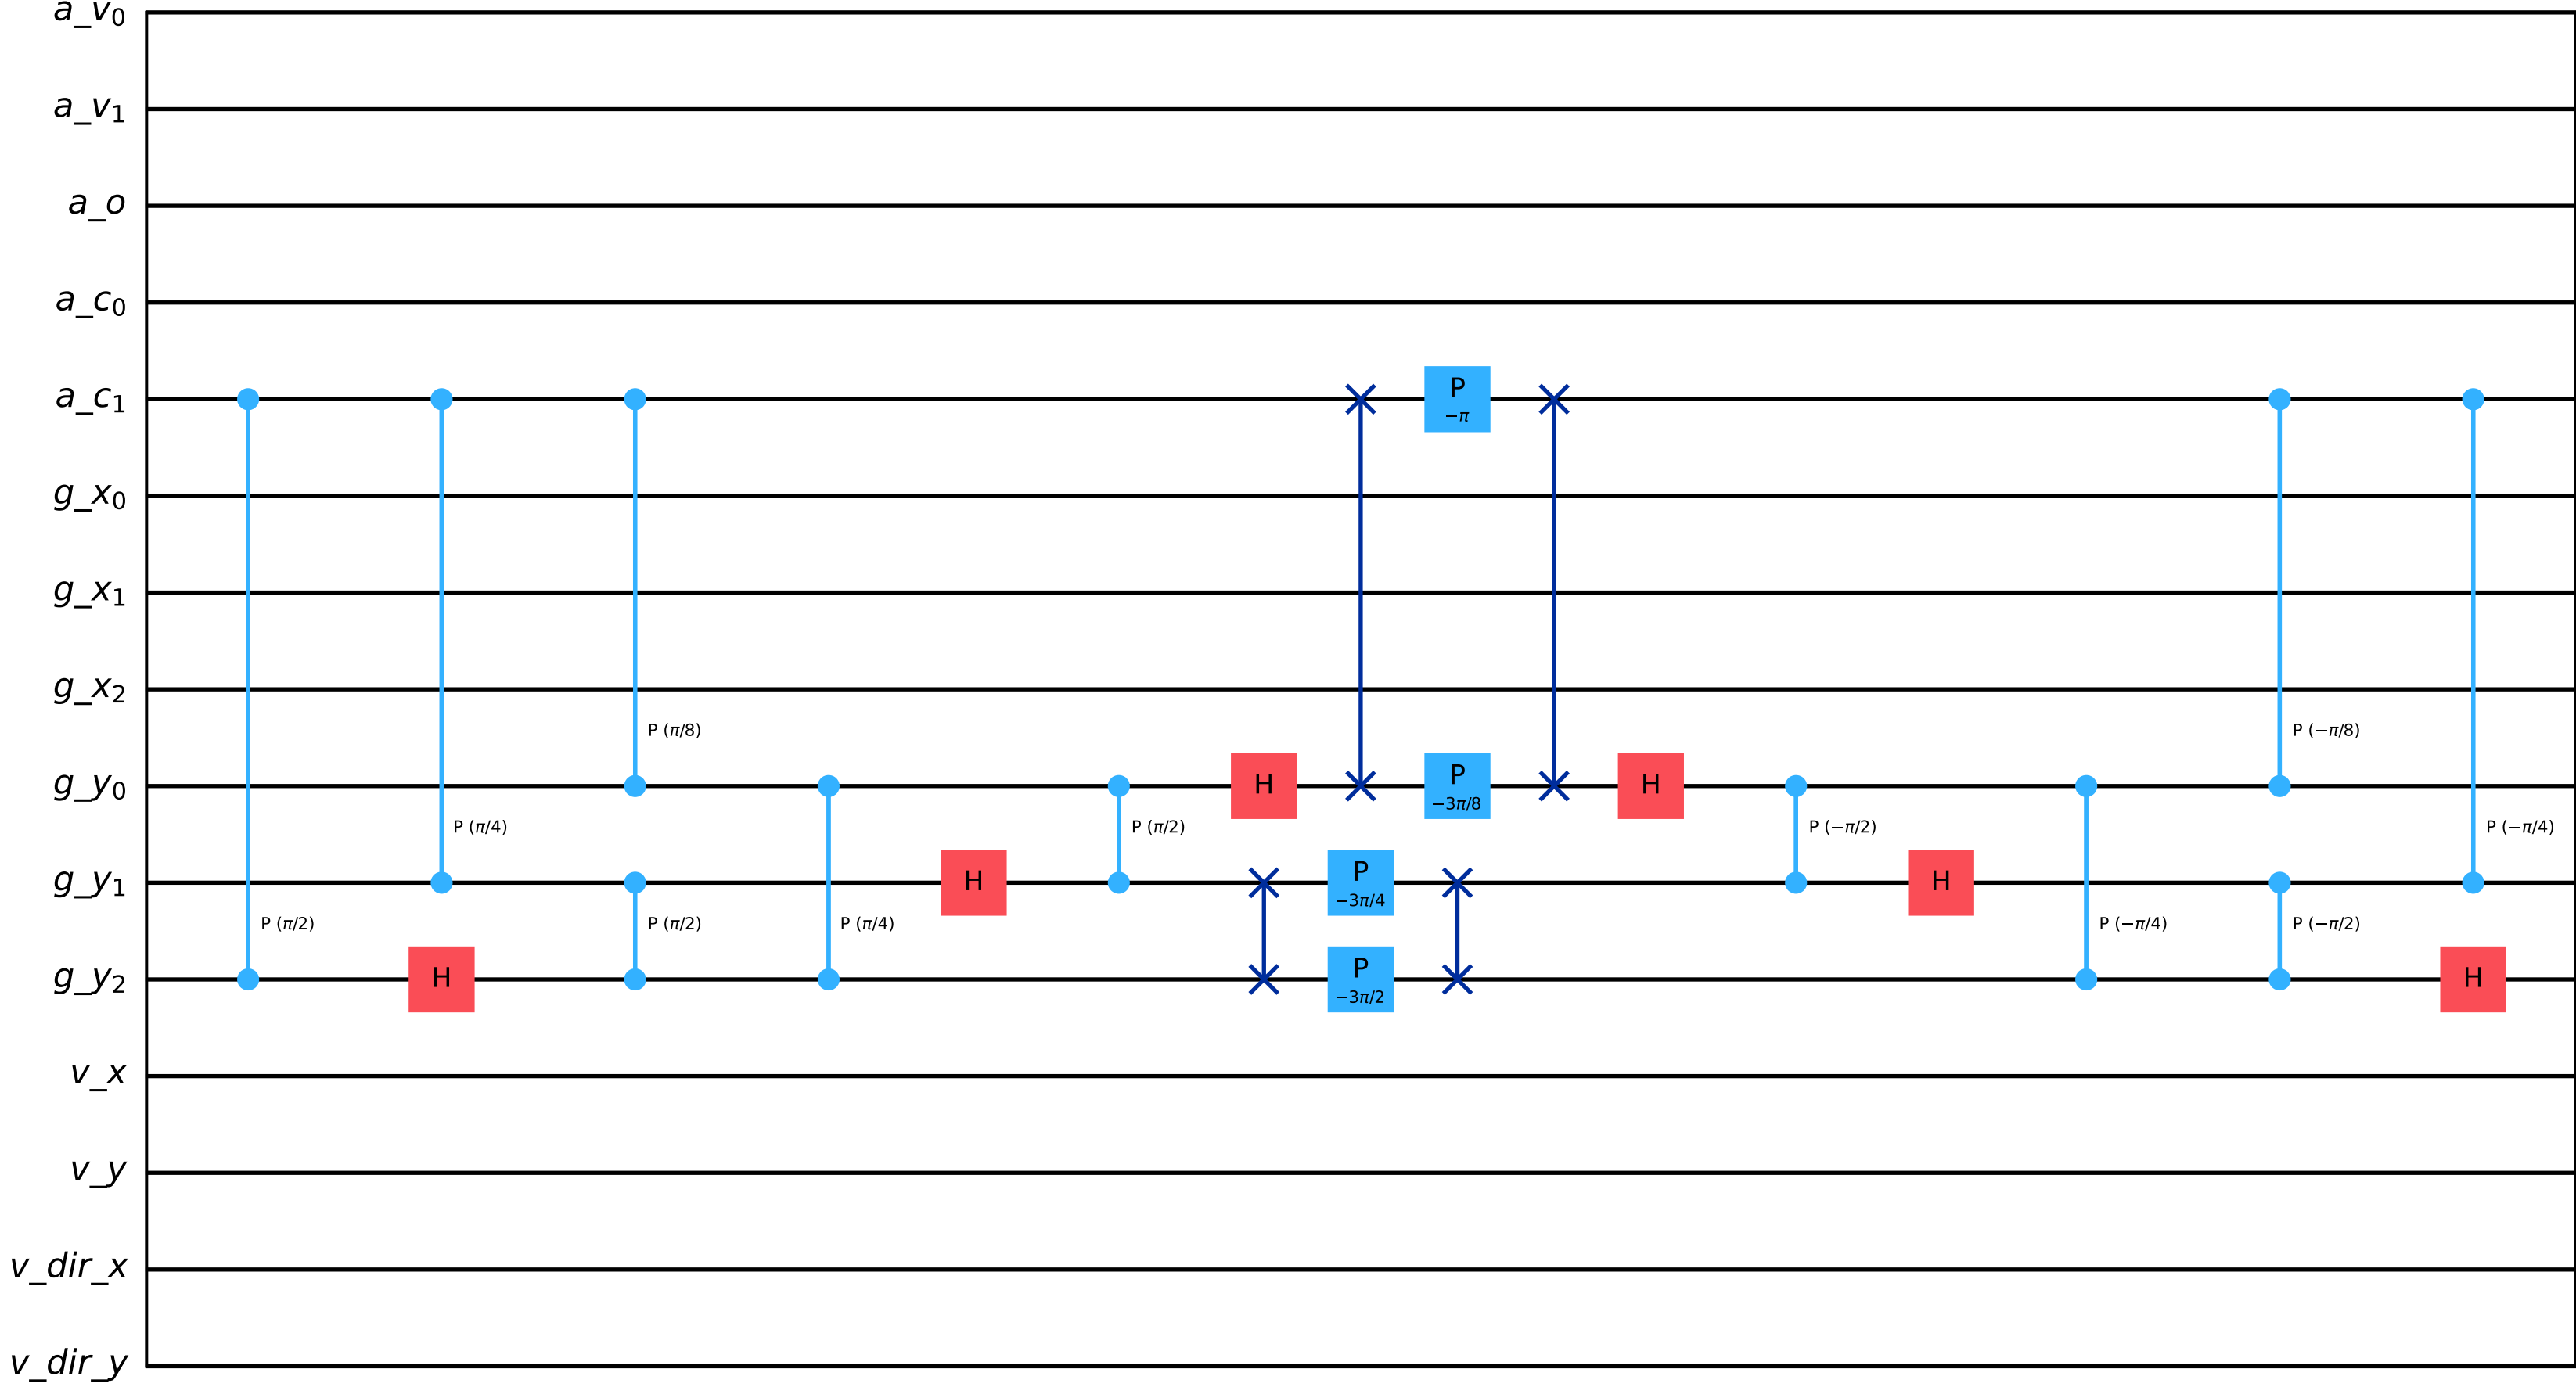 a_v₀
a_v₁
a_o
a_c₀
a_c₁ P −π
g_x₀
g_x₁
g_x₂
P (π/8) P (−π/8)
g_y₀ H P −3π/8 H
P (π/4) P (π/2) P (−π/2) P (−π/4)
g_y₁ H P −3π/4 H
P (π/2) P (π/2) P (π/4) P (−π/4) P (−π/2)
g_y₂ H P −3π/2 H
v_x
v_y
v_dir_x
v_dir_y